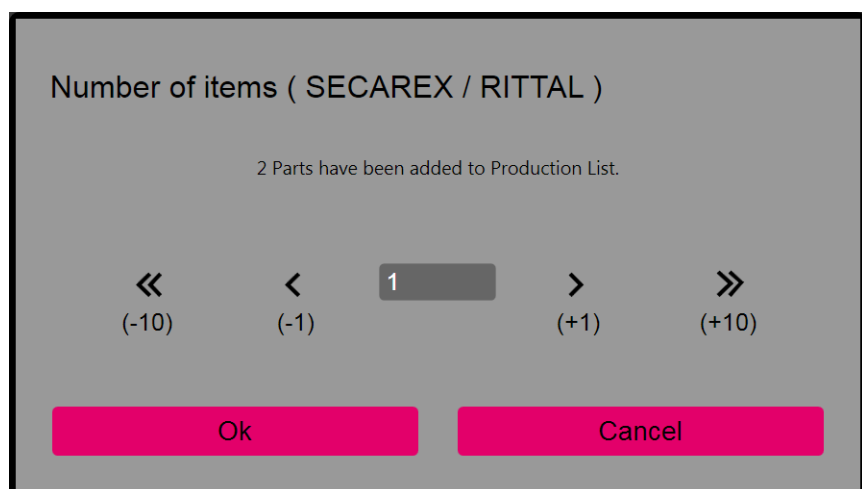 Number of items ( SECAREX / RITTAL )
2 Parts have been added to Production List.
1
(-10) (-1) (+1) (+10)
Ok Cancel